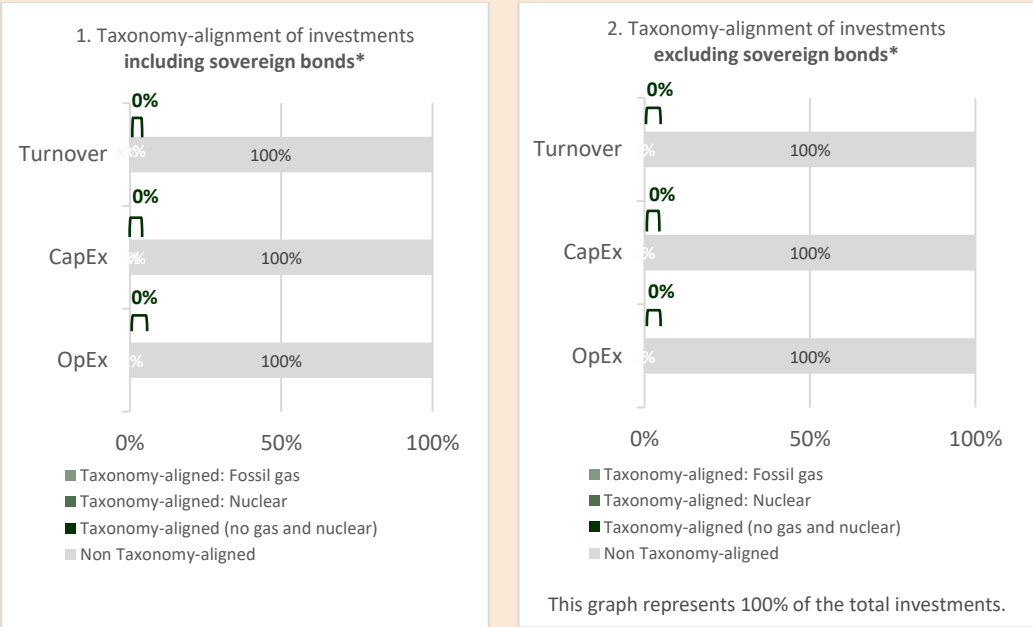 1. Taxonomy-alignment of investments
including sovereign bonds*
0%
Turnover
100%
0%
CapEx
100%
0%
OpEx
%
100%
0% 50% 100%
Taxonomy-aligned: Fossil gas
Taxonomy-aligned: Nuclear
Taxonomy-aligned (no gas and nuclear)
Non Taxonomy-aligned
2. Taxonomy-alignment of investments
excluding sovereign bonds*
0%
Turnover
%
100%
0%
CapEx
%
100%
0%
OpEx
%
100%
0% 50% 100%
Taxonomy-aligned: Fossil gas
Taxonomy-aligned: Nuclear
Taxonomy-aligned (no gas and nuclear)
Non Taxonomy-aligned
This graph represents 100% of the total investments.